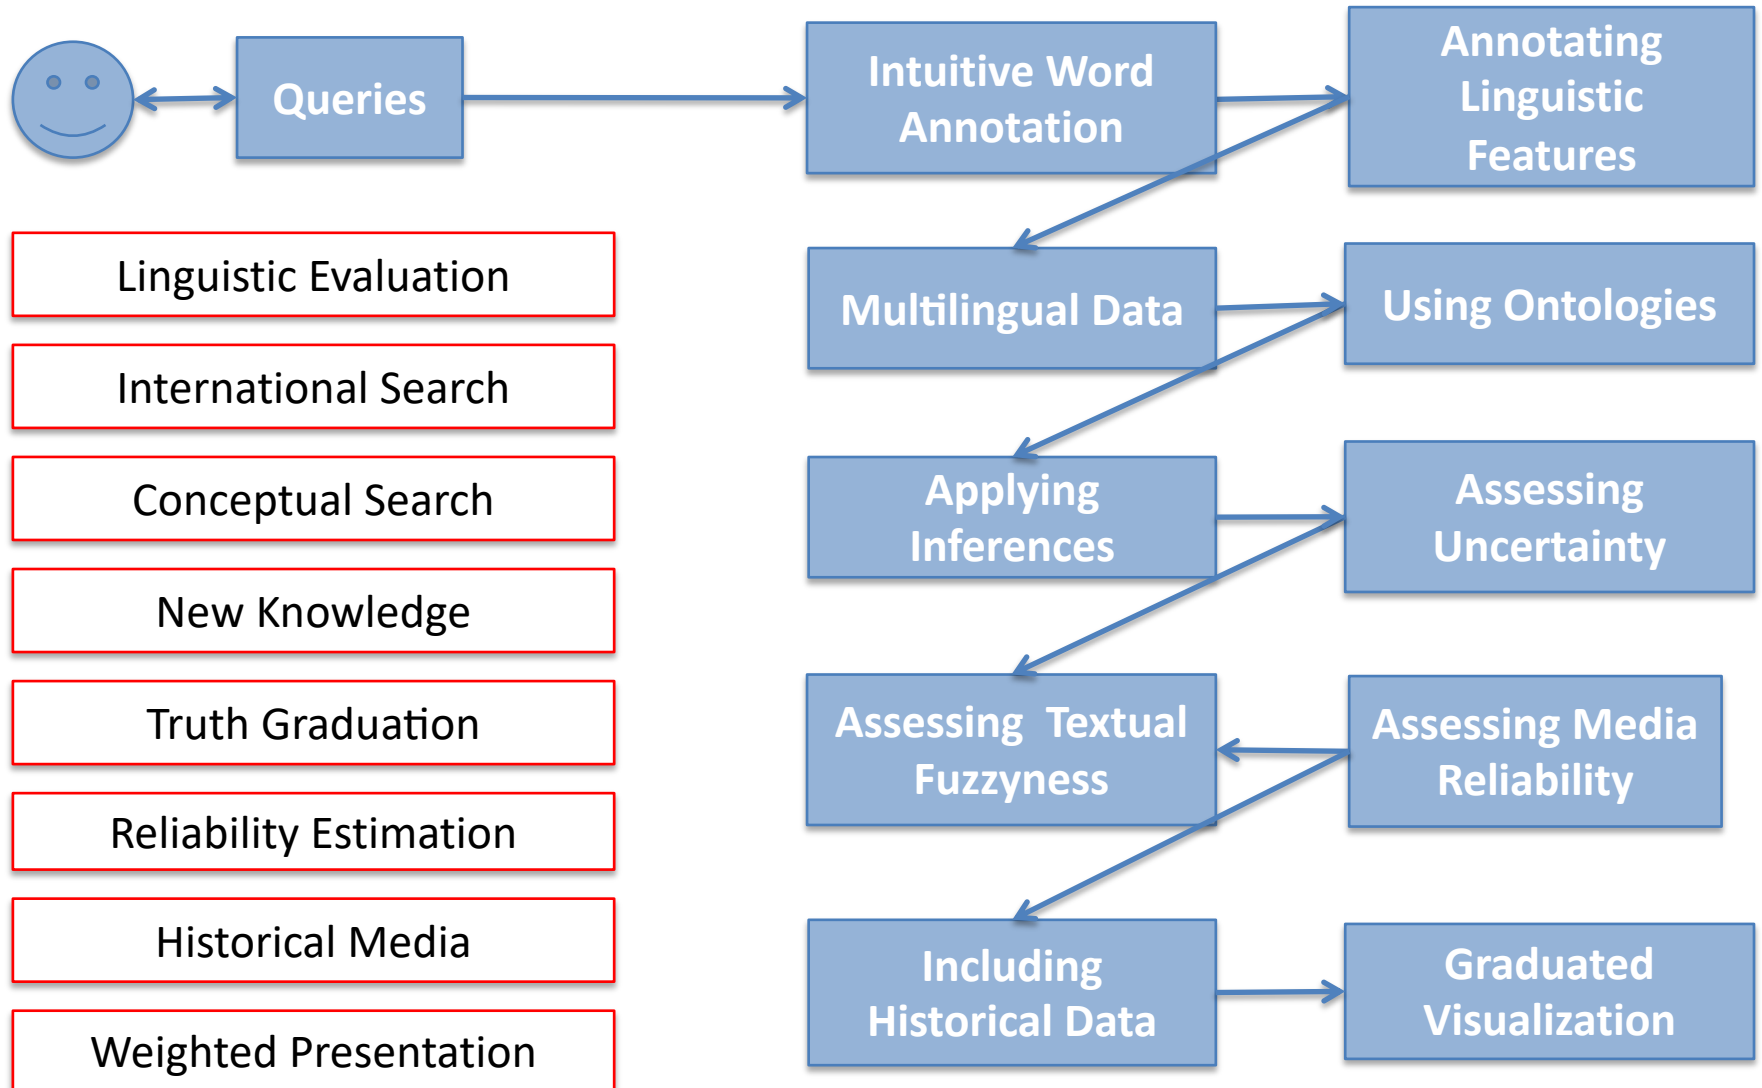 Queries
Intuitive Word
Annotation
Annotating
Linguistic
Features
Linguistic Evaluation
International Search
Conceptual Search
New Knowledge
Truth Graduation
Reliability Estimation
Historical Media
Weighted Presentation
Multilingual Data
Using Ontologies
Applying
Inferences
Assessing
Uncertainty
Assessing Textual
Fuzzyness
Assessing Media
Reliability
Including
Historical Data
Graduated
Visualization